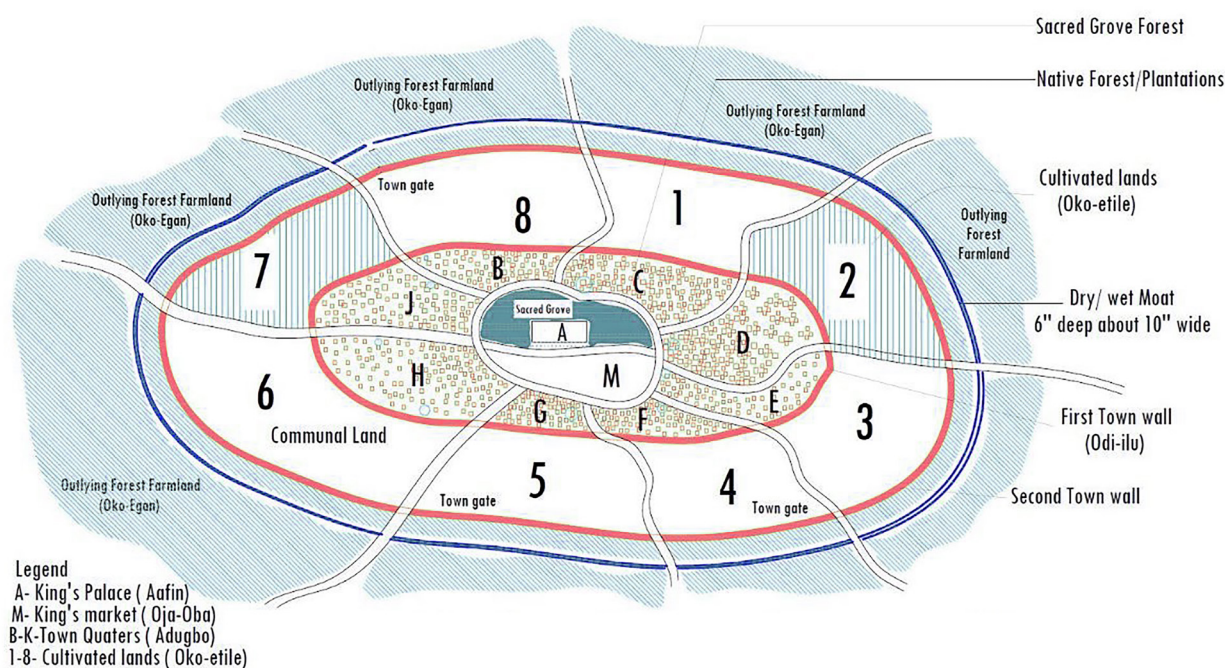 Sacred Grove Forest
Native Forest/Plantations
Outlying Forest Farmland
(Oko-Egan)
Outlying Forest Farmland
(Oko-Egan)
Outlying Forest Farmland
(Oko-Egan)
Cultivated lands
(Oko-etile)
Outlying
Forest
Farmland
Town gate
8
1
7
2
B
C
J
Sacred Grove
A
D
Dry/ wet Moat
6" deep about 10" wide
H
M
E
6
G
F
3
Communal Land
First Town wall
(Odi-ilu)
Outlying Forest Farmland
(Oko-Egan)
5
4
Town gate
Town gate
Second Town wall
Legend
A- King's Palace ( Aafin)
M- King's market ( Oja-Oba)
B-K-Town Quaters ( Adugbo)
1-8- Cultivated lands ( Oko-etile)